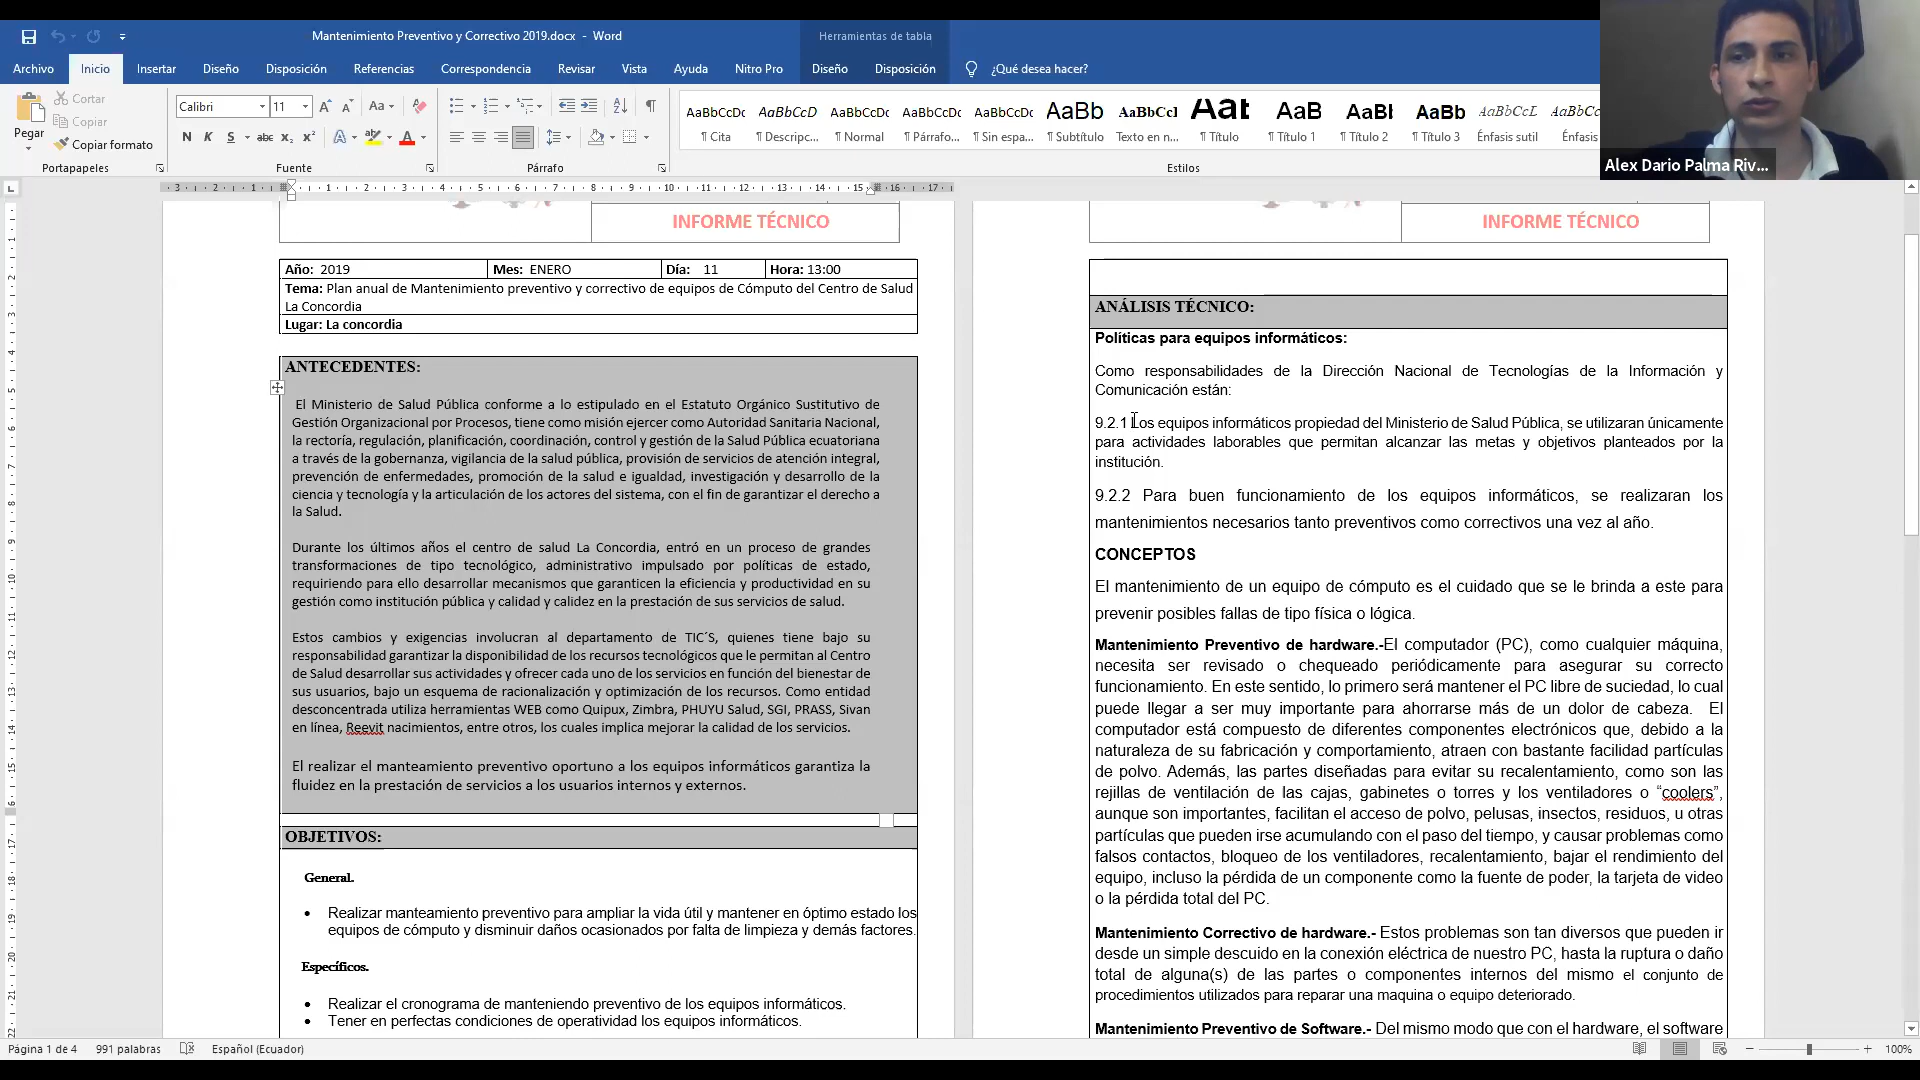 Mantenimiento Preventivo y Correctivo 2019.docx - Word
Herramientas de tabla
Archivo Inicio Insertar Diseño Disposición Referencias Correspondencia Revisar Vista Ayuda Nitro Pro Diseño Disposición ¿Qué desea hacer?
Pegar
Cortar
Copiar
Copiar formato
Portapapeles
Calibri 11
N K S abc x₂ x²
Fuente
Párrafo
AaBbCcDc AaBbCcD AaBbCcDc AaBbCcDc AaBbCcDc AaBb AaBbCcI Aat AaB AaBb AaBb AaBbCcL AaBbCcD
¶ Cita ¶ Descripc... ¶ Normal ¶ Párrafo... ¶ Sin espa... ¶ Subtítulo Texto en n... ¶ Título ¶ Título 1 ¶ Título 2 ¶ Título 3 Énfasis sutil Énfasis
Estilos
Alex Dario Palma Riv...
INFORME TÉCNICO
Año: 2019 Mes: ENERO Día: 11 Hora: 13:00
Tema: Plan anual de Mantenimiento preventivo y correctivo de equipos de Cómputo del Centro de Salud
La Concordia
Lugar: La concordia
ANTECEDENTES:
El Ministerio de Salud Pública conforme a lo estipulado en el Estatuto Orgánico Sustitutivo de
Gestión Organizacional por Procesos, tiene como misión ejercer como Autoridad Sanitaria Nacional,
la rectoría, regulación, planificación, coordinación, control y gestión de la Salud Pública ecuatoriana
a través de la gobernanza, vigilancia de la salud pública, provisión de servicios de atención integral,
prevención de enfermedades, promoción de la salud e igualdad, investigación y desarrollo de la
ciencia y tecnología y la articulación de los actores del sistema, con el fin de garantizar el derecho a
la Salud.
Durante los últimos años el centro de salud La Concordia, entró en un proceso de grandes
transformaciones de tipo tecnológico, administrativo impulsado por políticas de estado,
requiriendo para ello desarrollar mecanismos que garanticen la eficiencia y productividad en su
gestión como institución pública y calidad y calidez en la prestación de sus servicios de salud.
Estos cambios y exigencias involucran al departamento de TIC´S, quienes tiene bajo su
responsabilidad garantizar la disponibilidad de los recursos tecnológicos que le permitan al Centro
de Salud desarrollar sus actividades y ofrecer cada uno de los servicios en función del bienestar de
sus usuarios, bajo un esquema de racionalización y optimización de los recursos. Como entidad
desconcentrada utiliza herramientas WEB como Quipux, Zimbra, PHUYU Salud, SGI, PRASS, Sivan
en línea, Reevit nacimientos, entre otros, los cuales implica mejorar la calidad de los servicios.
El realizar el manteamiento preventivo oportuno a los equipos informáticos garantiza la
fluidez en la prestación de servicios a los usuarios internos y externos.
OBJETIVOS:
General.
• Realizar manteamiento preventivo para ampliar la vida útil y mantener en óptimo estado los
equipos de cómputo y disminuir daños ocasionados por falta de limpieza y demás factores.
Específicos.
• Realizar el cronograma de manteniendo preventivo de los equipos informáticos.
• Tener en perfectas condiciones de operatividad los equipos informáticos.
INFORME TÉCNICO
ANÁLISIS TÉCNICO:
Políticas para equipos informáticos:
Como responsabilidades de la Dirección Nacional de Tecnologías de la Información y
Comunicación están:
9.2.1 Los equipos informáticos propiedad del Ministerio de Salud Pública, se utilizaran únicamente
para actividades laborables que permitan alcanzar las metas y objetivos planteados por la
institución.
9.2.2 Para buen funcionamiento de los equipos informáticos, se realizaran los
mantenimientos necesarios tanto preventivos como correctivos una vez al año.
CONCEPTOS
El mantenimiento de un equipo de cómputo es el cuidado que se le brinda a este para
prevenir posibles fallas de tipo física o lógica.
Mantenimiento Preventivo de hardware.-El computador (PC), como cualquier máquina,
necesita ser revisado o chequeado periódicamente para asegurar su correcto
funcionamiento. En este sentido, lo primero será mantener el PC libre de suciedad, lo cual
puede llegar a ser muy importante para ahorrarse más de un dolor de cabeza. El
computador está compuesto de diferentes componentes electrónicos que, debido a la
naturaleza de su fabricación y comportamiento, atraen con bastante facilidad partículas
de polvo. Además, las partes diseñadas para evitar su recalentamiento, como son las
rejillas de ventilación de las cajas, gabinetes o torres y los ventiladores o “coolers”,
aunque son importantes, facilitan el acceso de polvo, pelusas, insectos, residuos, u otras
partículas que pueden irse acumulando con el paso del tiempo, y causar problemas como
falsos contactos, bloqueo de los ventiladores, recalentamiento, bajar el rendimiento del
equipo, incluso la pérdida de un componente como la fuente de poder, la tarjeta de video
o la pérdida total del PC.
Mantenimiento Correctivo de hardware.- Estos problemas son tan diversos que pueden ir
desde un simple descuido en la conexión eléctrica de nuestro PC, hasta la ruptura o daño
total de alguna(s) de las partes o componentes internos del mismo el conjunto de
procedimientos utilizados para reparar una maquina o equipo deteriorado.
Mantenimiento Preventivo de Software.- Del mismo modo que con el hardware, el software
Página 1 de 4 991 palabras Español (Ecuador) 100%